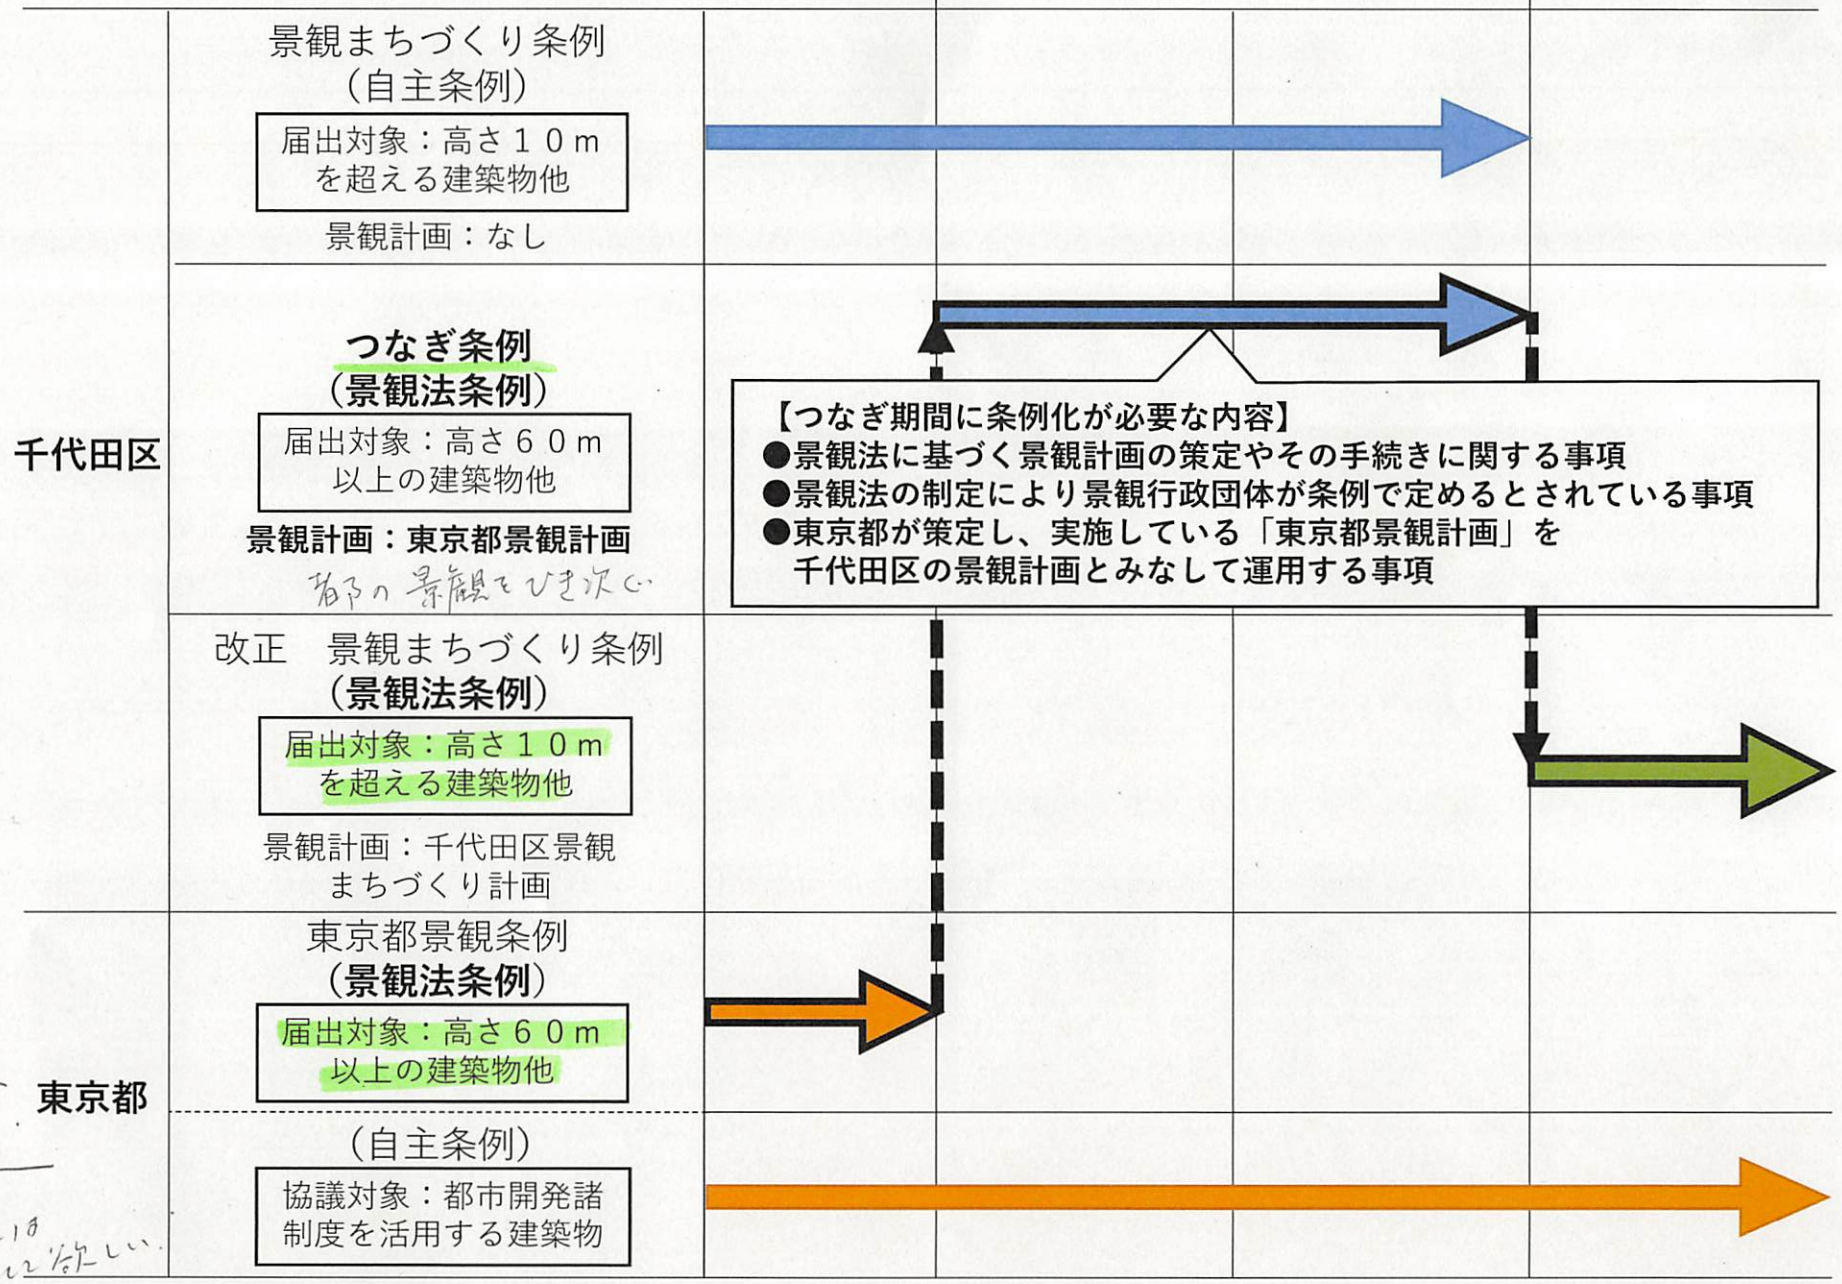 景観まちづくり条例
（自主条例）
届出対象：高さ１０ｍ
を超える建築物他
景観計画：なし
千代田区
つなぎ条例
（景観法条例）
届出対象：高さ６０ｍ
以上の建築物他
景観計画：東京都景観計画
都の景観をひき次ぐ
【つなぎ期間に条例化が必要な内容】
●景観法に基づく景観計画の策定やその手続きに関する事項
●景観法の制定により景観行政団体が条例で定めるとされている事項
●東京都が策定し、実施している「東京都景観計画」を
千代田区の景観計画とみなして運用する事項
改正　景観まちづくり条例
（景観法条例）
届出対象：高さ１０ｍ
を超える建築物他
景観計画：千代田区景観
まちづくり計画
東京都
東京都景観条例
（景観法条例）
届出対象：高さ６０ｍ
以上の建築物他
（自主条例）
協議対象：都市開発諸
制度を活用する建築物
欲しい.